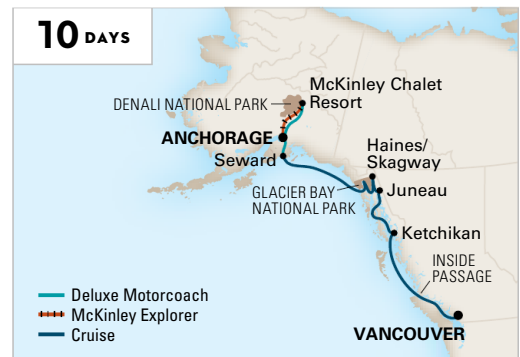 10 DAYS
McKinley Chalet
Resort
DENALI NATIONAL PARK
ANCHORAGE
Seward
Haines/
Skagway
GLACIER BAY
NATIONAL PARK
Juneau
Ketchikan
INSIDE
PASSAGE
Deluxe Motorcoach
McKinley Explorer
Cruise
VANCOUVER